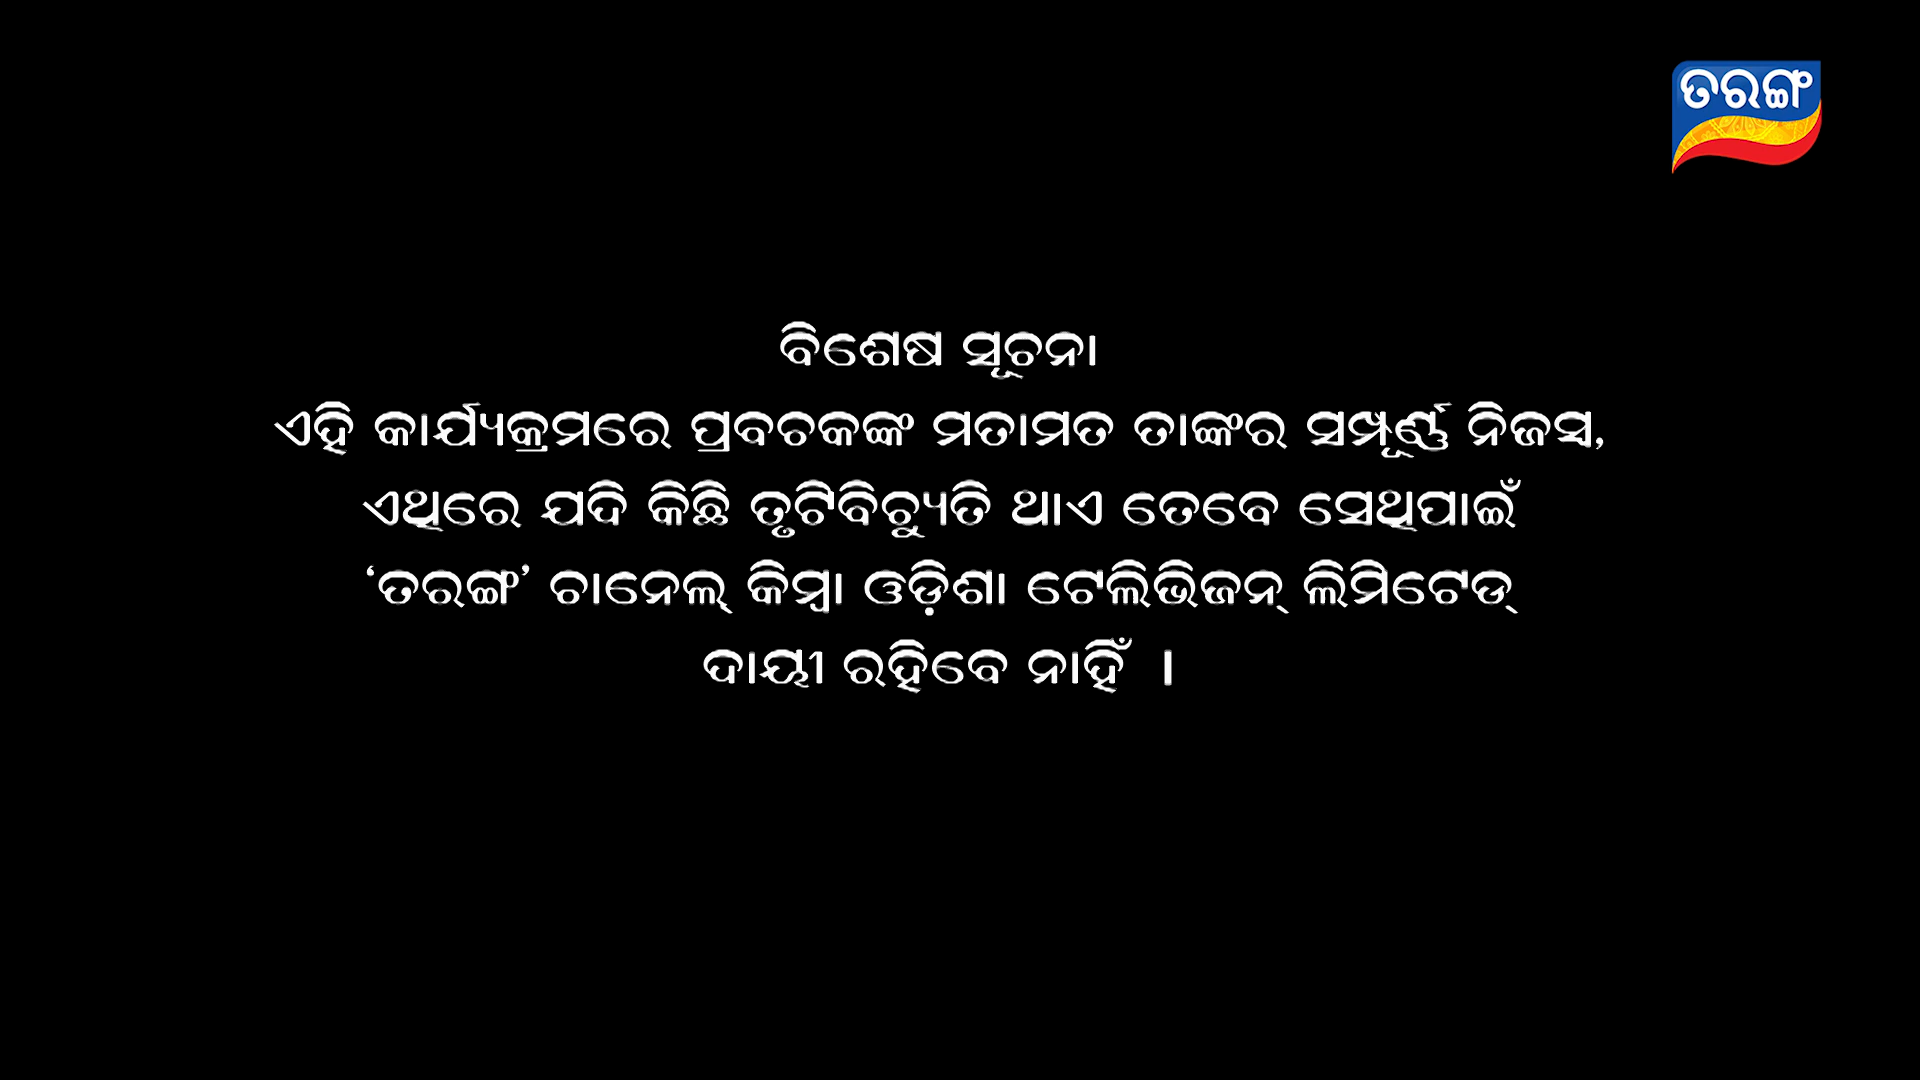 ତରଙ୍ଗ
ବିଶେଷ ସୂଚନା
ଏହି କାର୍ଯ୍ୟକ୍ରମରେ ପ୍ରବଚକଙ୍କ ମତାମତ ତାଙ୍କର ସମ୍ପୂର୍ଣ୍ଣ ନିଜସ୍ୱ,
ଏଥିରେ ଯଦି କିଛି ତୃଟିବିଚ୍ୟୁତି ଥାଏ ତେବେ ସେଥିପାଇଁ
‘ତରଙ୍ଗ’ ଚାନେଲ୍ କିମ୍ବା ଓଡ଼ିଶା ଟେଲିଭିଜନ୍ ଲିମିଟେଡ୍
ଦାୟୀ ରହିବେ ନାହିଁ ।